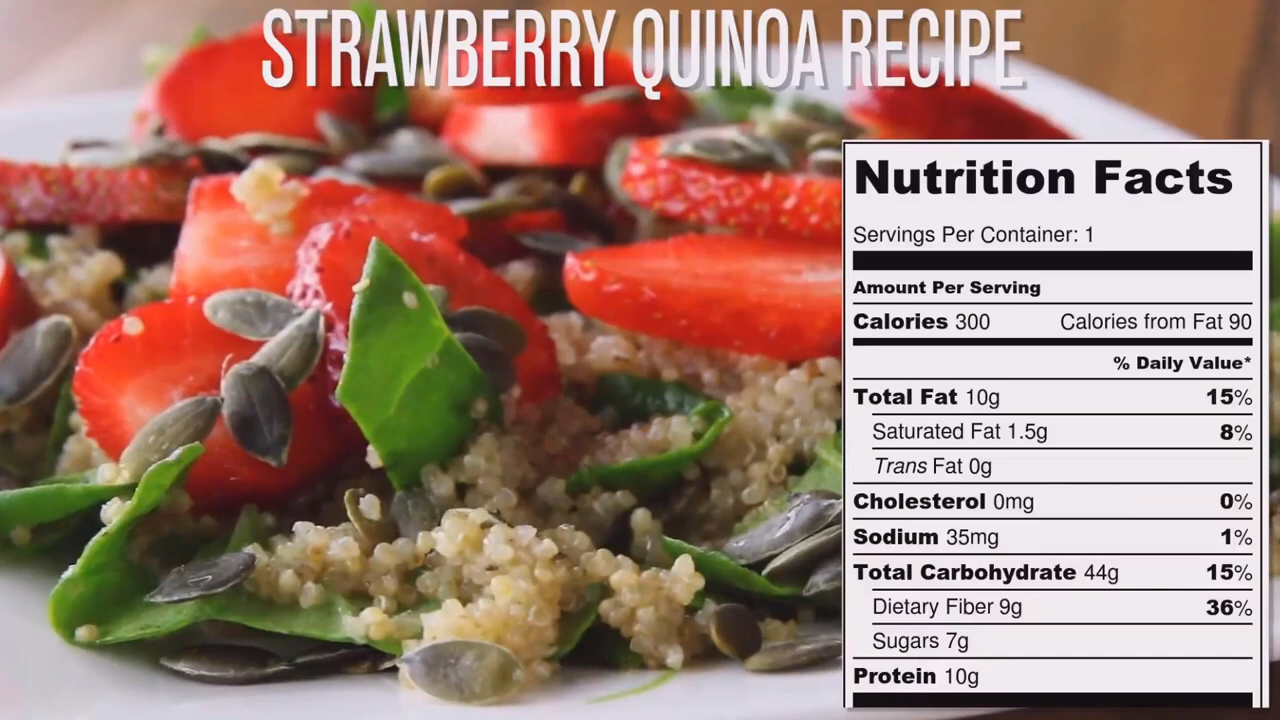 STRAWBERRY QUINOA RECIPE
Nutrition Facts
Servings Per Container: 1
Amount Per Serving
Calories 300 Calories from Fat 90
% Daily Value*
Total Fat 10g 15%
Saturated Fat 1.5g 8%
Trans Fat 0g
Cholesterol 0mg 0%
Sodium 35mg 1%
Total Carbohydrate 44g 15%
Dietary Fiber 9g 36%
Sugars 7g
Protein 10g